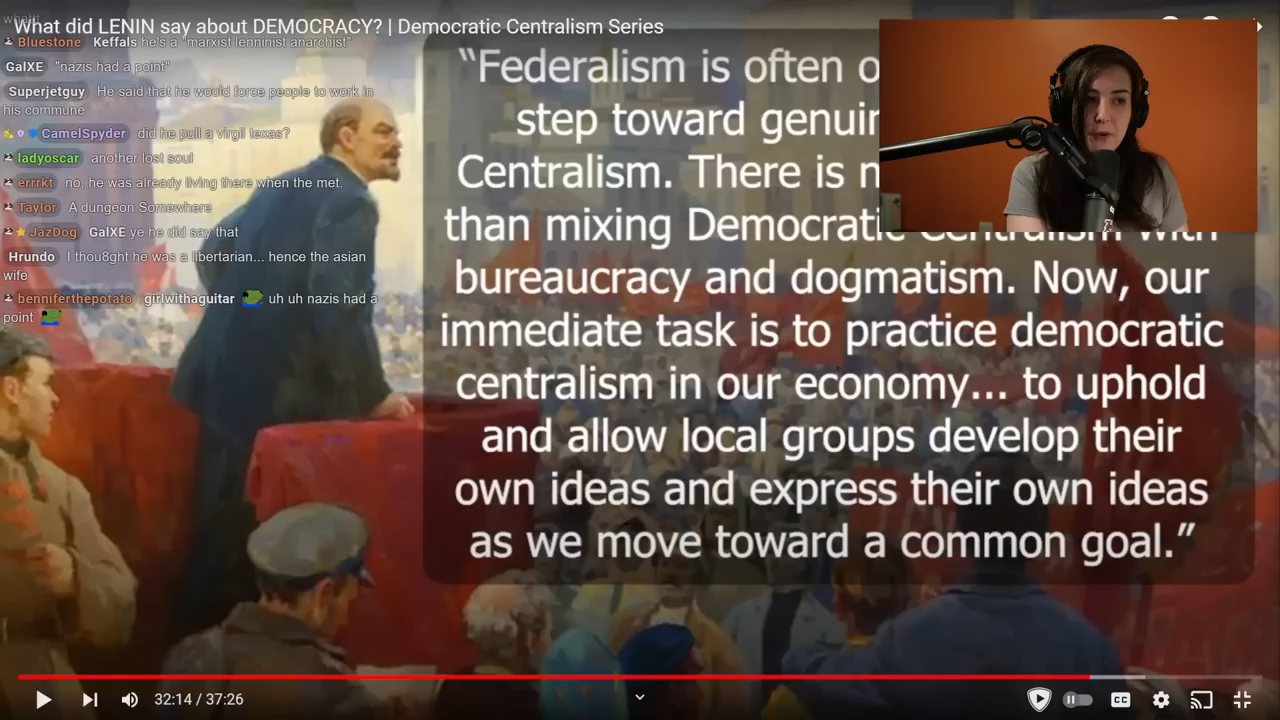 What did LENIN say about DEMOCRACY? | Democratic Centralism Series
Bluestone Keffals he's a "marxist lenninist anarchist"
GalXE "nazis had a point"
Superjetguy He said that he would force people to work in
his commune
CamelSpyder did he pull a virgil texas?
ladyoscar another lost soul
errrkt no, he was already living there when the met.
Taylor A dungeon Somewhere
JazDog GalXE ye he did say that
Hrundo I thou8ght he was a libertarian... hence the asian
wife
benniferthepotato girlwithaguitar uh uh nazis had a
point
“Federalism is often
step toward
Centralism. There is
than mixing Democratic Centralism with
bureaucracy and dogmatism. Now, our
immediate task is to practice democratic
centralism in our economy... to uphold
and allow local groups develop their
own ideas and express their own ideas
as we move toward a common goal.”
32:14 / 37:26
CC